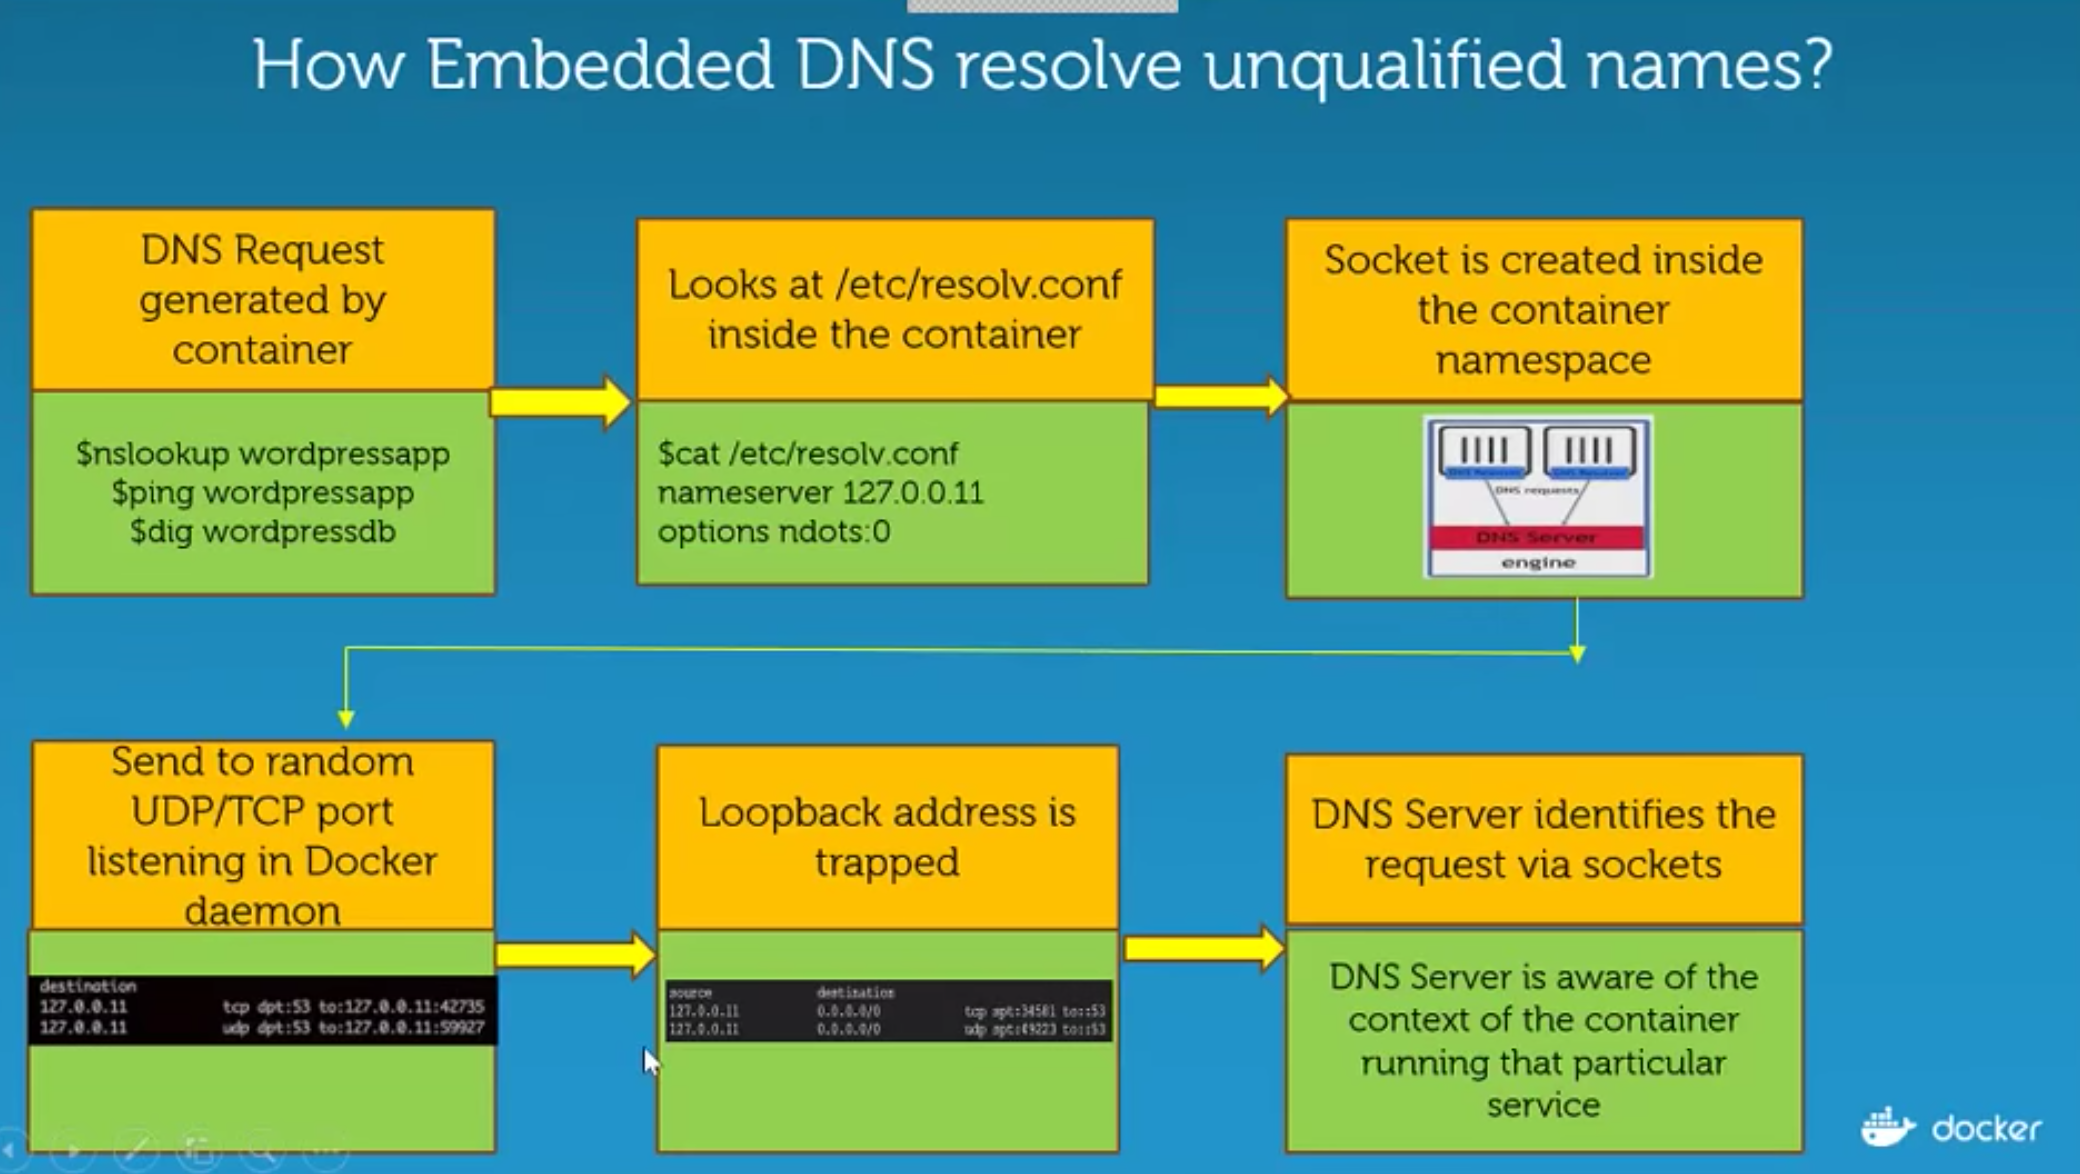 How Embedded DNS resolve unqualified names?
DNS Request
generated by
container
$nslookup wordpressapp
$ping wordpressapp
$dig wordpressdb
Looks at /etc/resolv.conf
inside the container
$cat /etc/resolv.conf
nameserver 127.0.0.11
options ndots:0
Socket is created inside
the container
namespace
DNS requests
DNS Server
engine
Send to random
UDP/TCP port
listening in Docker
daemon
destination
127.0.0.11 tcp dpt:53 to:127.0.0.11:42735
127.0.0.11 udp dpt:53 to:127.0.0.11:59927
Loopback address is
trapped
source destination
127.0.0.11 0.0.0.0/0 tcp spt:34581 to::53
127.0.0.11 0.0.0.0/0 udp spt:49223 to::53
DNS Server identifies the
request via sockets
DNS Server is aware of the
context of the container
running that particular
service
docker